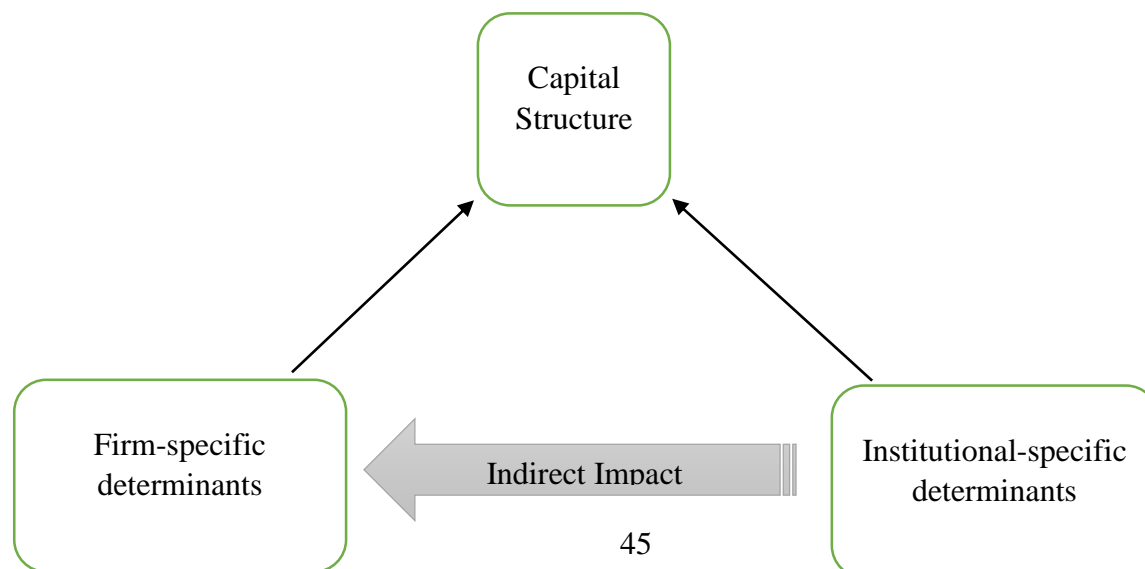 Capital
Structure
Firm-specific
determinants
Indirect Impact
Institutional-specific
determinants
45